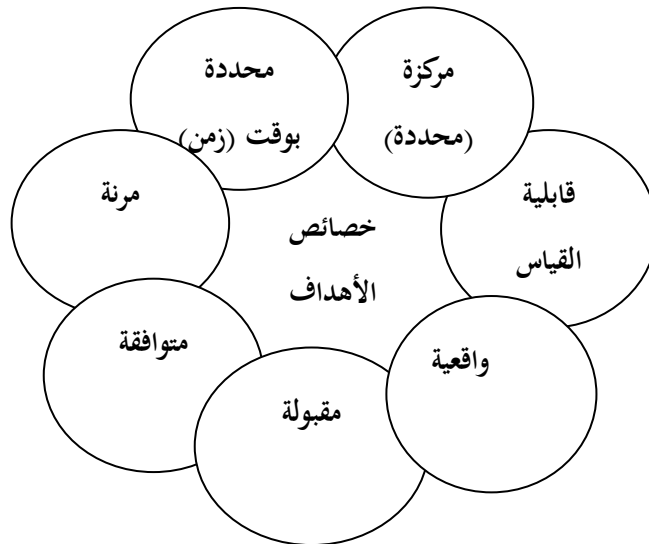 خصائص
الأهداف
مركزة
(محددة)
قابلية
القياس
واقعية
مقبولة
متوافقة
مرنة
محددة
بوقت (زمن)